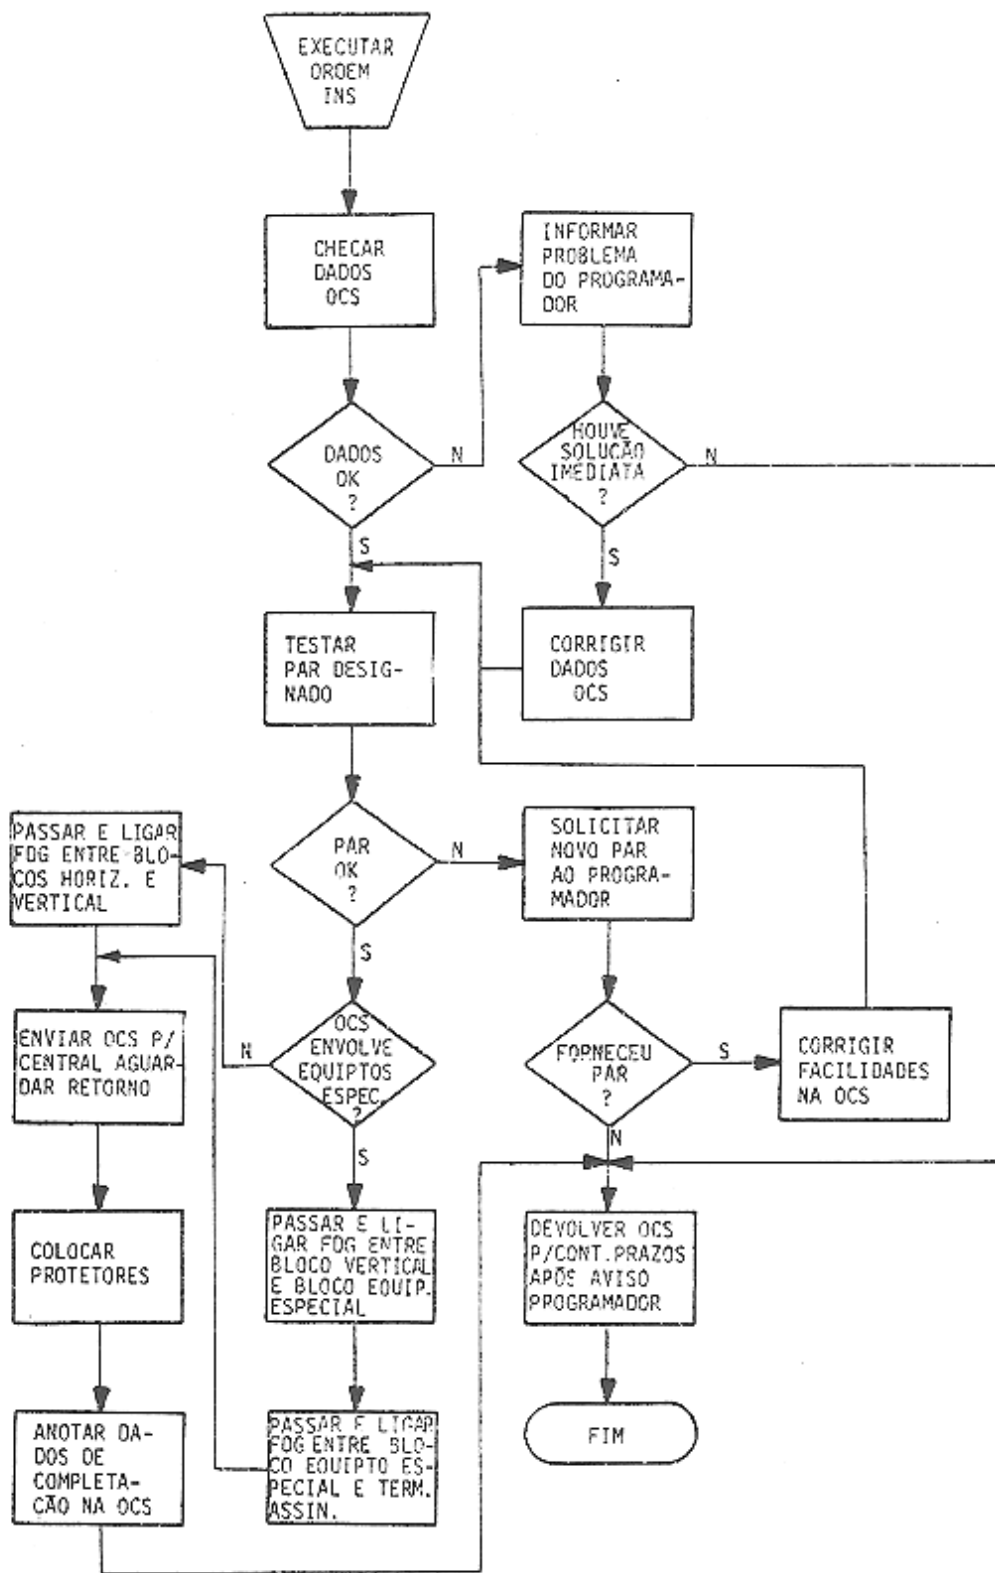 EXECUTAR
ORDEM
INS
CHECAR
DADOS
OCS
INFORMAR
PROBLEMA
DO PROGRAMA-
DOR
DADOS
OK
?
N
S
HOUVE
SOLUCÃO
IMEDIATA
?
N
S
TESTAR
PAR DESIG-
NADO
CORRIGIR
DADOS
OCS
PASSAR E LIGAR
FDG ENTRE BLO-
COS HORIZ. E
VERTICAL
PAR
OK
?
N
S
SOLICITAR
NOVO PAR
AO PROGRA-
MADOR
ENVIAR OCS P/
CENTRAL AGUAR-
DAR RETORNO
N
OCS
ENVOLVE
EQUIPTOS
ESPEC.
?
S
FORNECEU
PAR
?
S
N
CORRIGIR
FACILIDADES
NA OCS
COLOCAR
PROTETORES
PASSAR E LI-
GAR FDG ENTRE
BLOCO VERTICAL
E BLOCO EQUIP.
ESPECIAL
DEVOLVER OCS
P/CONT.PRAZOS
APÓS AVISO
PROGRAMADOR
ANOTAR DA-
DOS DE
COMPLETA-
CÃO NA OCS
PASSAR E LIGAR
FDG ENTRE BLO-
CO EQUIPTO ES-
PECIAL E TERM.
ASSIN.
FIM